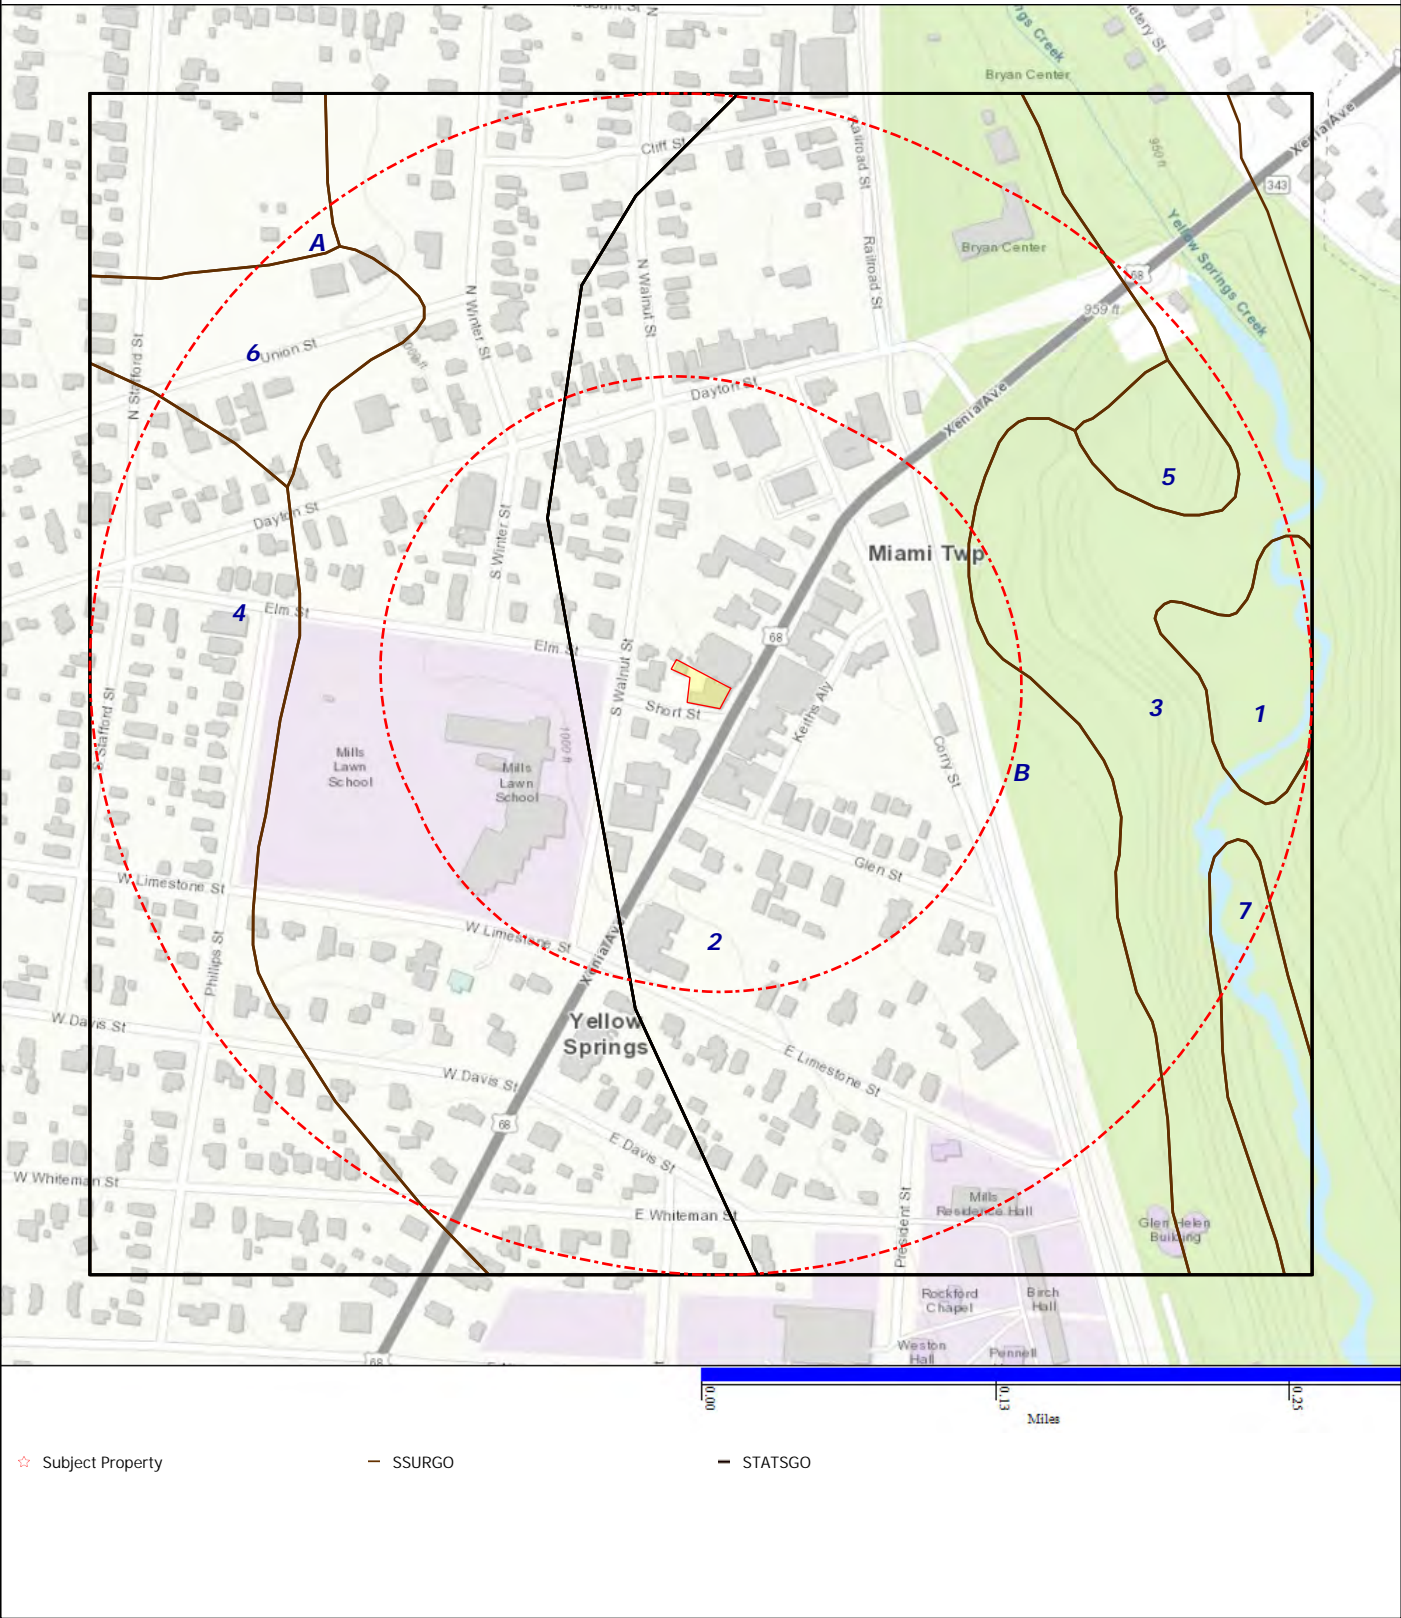 N
Bryan Center
Cliff St
Railroad St
Xenia Ave
343
950 ft
Yellow Springs Creek
A
Bryan Center
Railroad St
68
959 ft
N Walnut St
N Winter St
N Stafford St
6
Union St
Dayton St
Xenia Ave
5
Dayton St
S Winter St
Miami Twp
4
Elm St
Elm St
S Walnut St
68
Short St
Keiths Aly
3
1
S Stafford St
Mills
Lawn
School
1000 ft
Mills
Lawn
School
Corry St
B
Glen St
W Limestone St
7
2
W Limestone St
Xenia Ave
Phillips St
W Davis St
Yellow
Springs
E Limestone St
W Davis St
68
E Davis St
W Whiteman St
E Whiteman St
President St
Mills
Residence Hall
Glen Helen
Building
Rockford
Chapel
Birch
Hall
Weston
Hall
Pennell
68
0.00
0.13
0.25
Miles
Subject Property
SSURGO
STATSGO